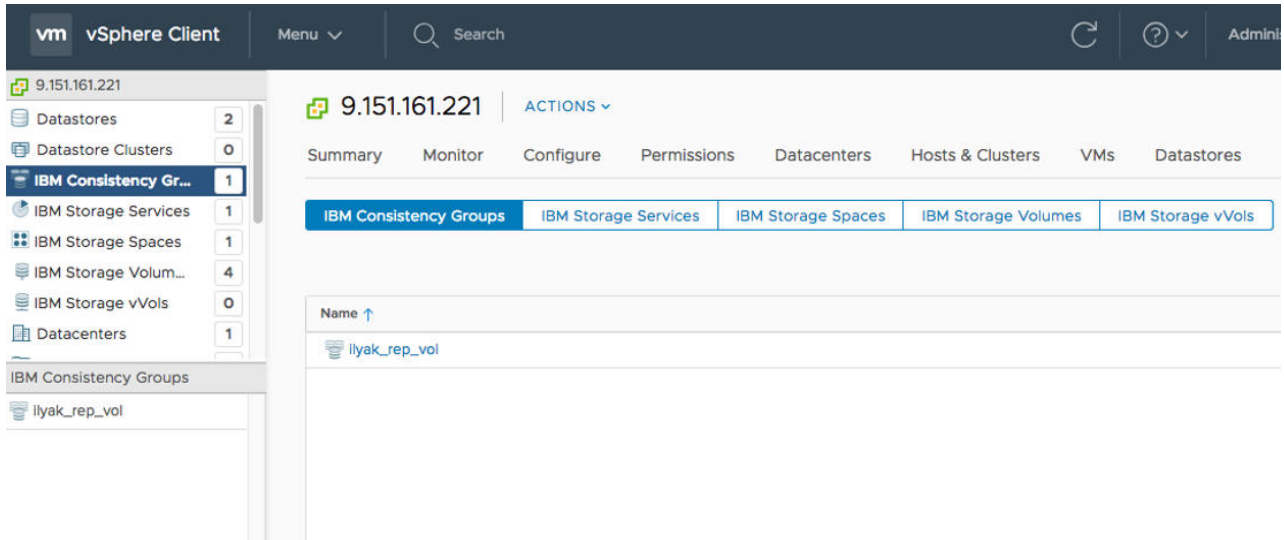 vm vSphere Client Menu Search Adminis
9.151.161.221
Datastores 2
Datastore Clusters 0
IBM Consistency Gr... 1
IBM Storage Services 1
IBM Storage Spaces 1
IBM Storage Volum... 4
IBM Storage vVols 0
Datacenters 1
IBM Consistency Groups
ilyak_rep_vol
9.151.161.221 ACTIONS
Summary Monitor Configure Permissions Datacenters Hosts & Clusters VMs Datastores
IBM Consistency Groups IBM Storage Services IBM Storage Spaces IBM Storage Volumes IBM Storage vVols
Name ↑
ilyak_rep_vol